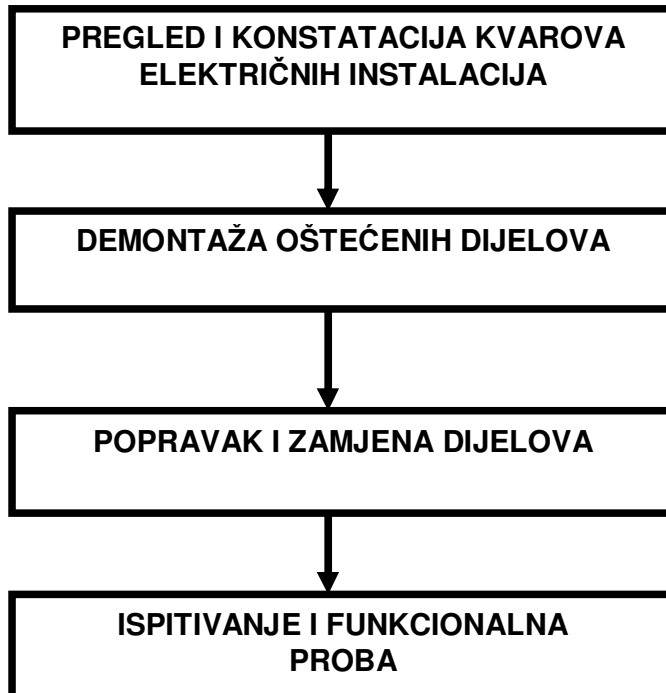 PREGLED I KONSTATACIJA KVAROVA
ELEKTRIČNIH INSTALACIJA
DEMONTAŽA OŠTEĆENIH DIJELOVA
POPRAVAK I ZAMJENA DIJELOVA
ISPITIVANJE I FUNKCIONALNA
PROBA